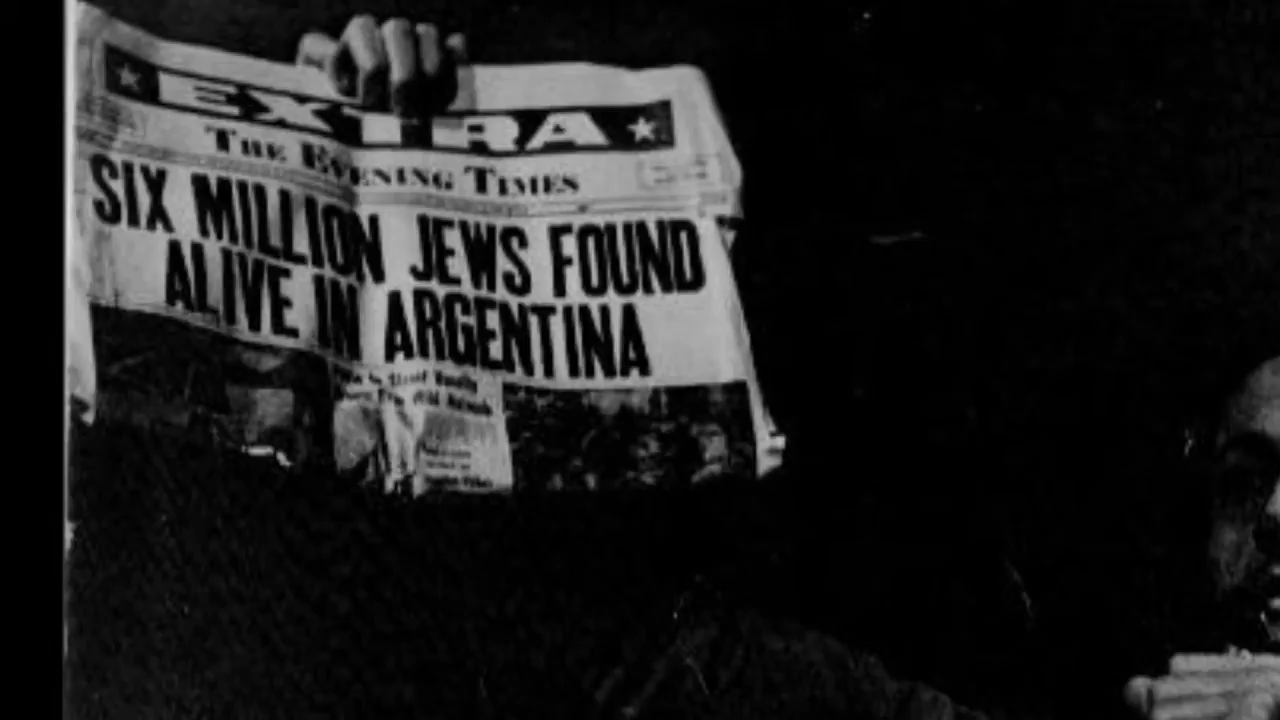 EXTRA
THE EVENING TIMES
SIX MILLION JEWS FOUND
ALIVE IN ARGENTINA